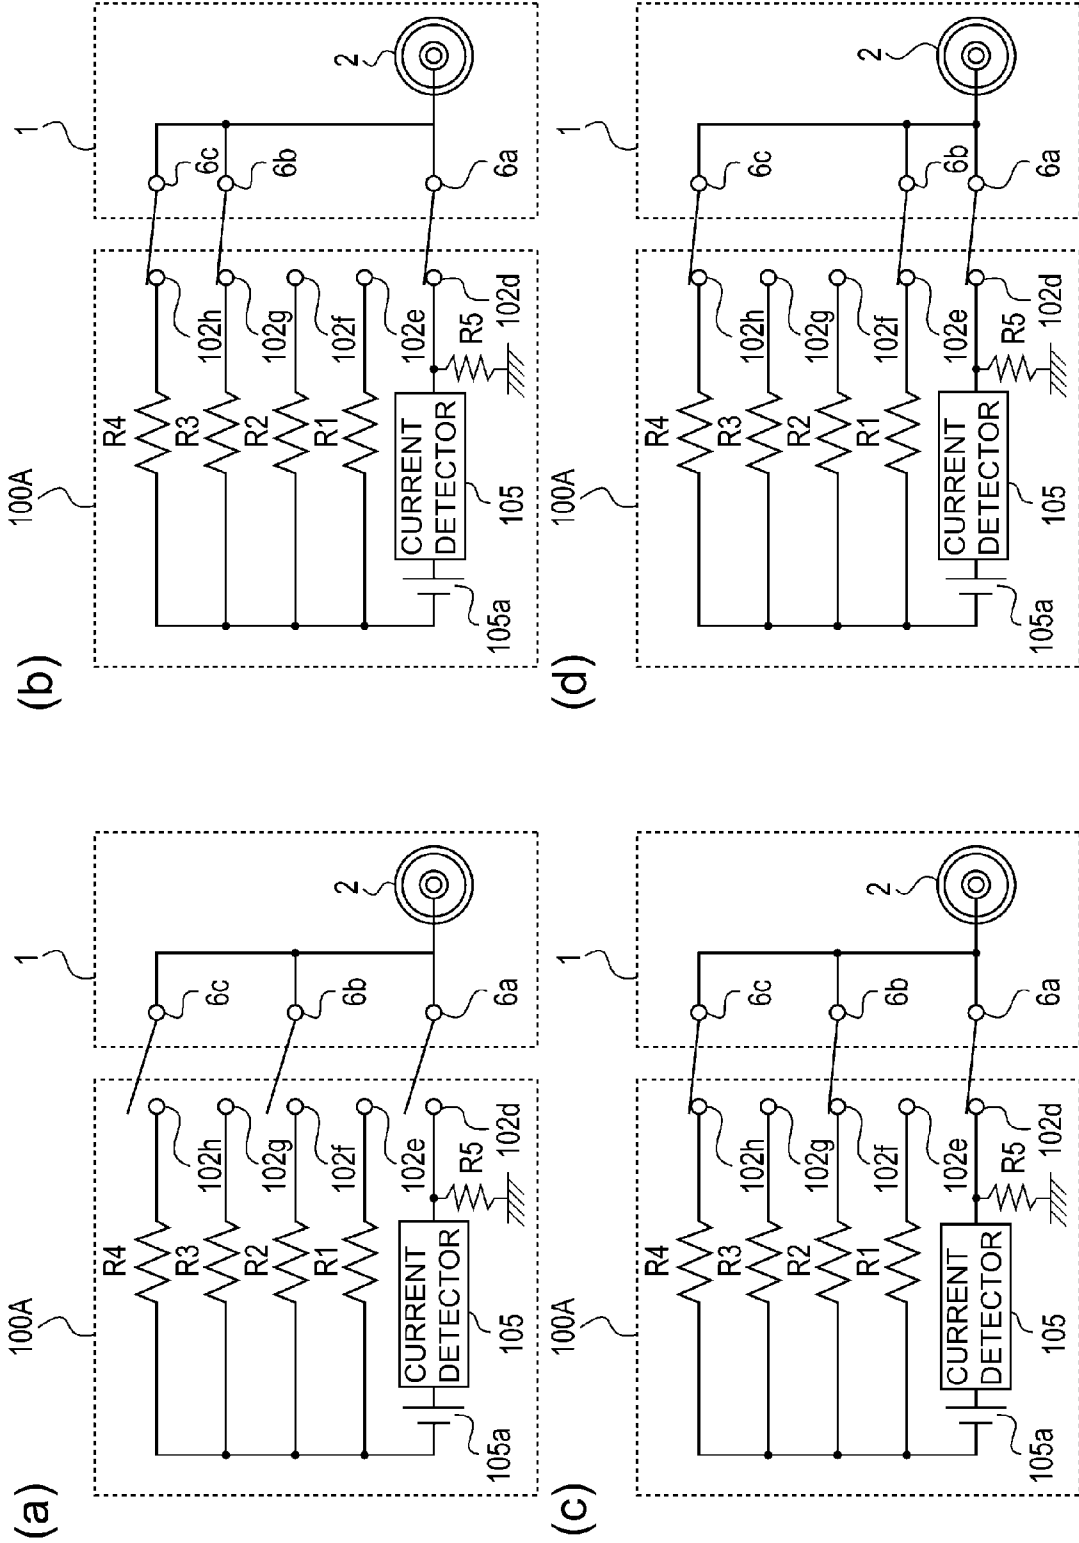 (a)
100A
1
R4
R3
R2
R1
6c
6b
6a
2
102h
102g
102f
102e
102d
R5
CURRENT
DETECTOR
105
105a
(b)
100A
1
R4
R3
R2
R1
6c
6b
6a
2
102h
102g
102f
102e
102d
R5
CURRENT
DETECTOR
105
105a
(c)
100A
1
R4
R3
R2
R1
6c
6b
6a
2
102h
102g
102f
102e
102d
R5
CURRENT
DETECTOR
105
105a
(d)
100A
1
R4
R3
R2
R1
6c
6b
6a
2
102h
102g
102f
102e
102d
R5
CURRENT
DETECTOR
105
105a